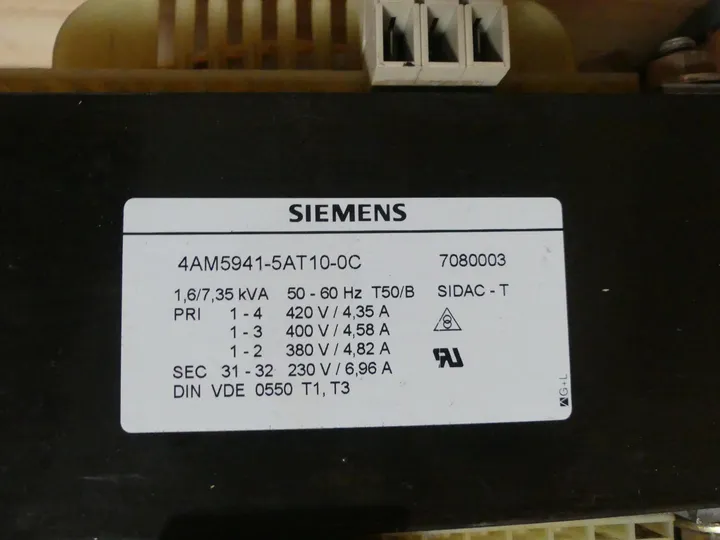 SIEMENS
4AM5941-5AT10-0C 7080003
1,6/7,35 kVA 50 - 60 Hz T50/B SIDAC - T
PRI 1 - 4 420 V / 4,35 A
1 - 3 400 V / 4,58 A
1 - 2 380 V / 4,82 A
SEC 31 - 32 230 V / 6,96 A
DIN VDE 0550 T1, T3
G+L